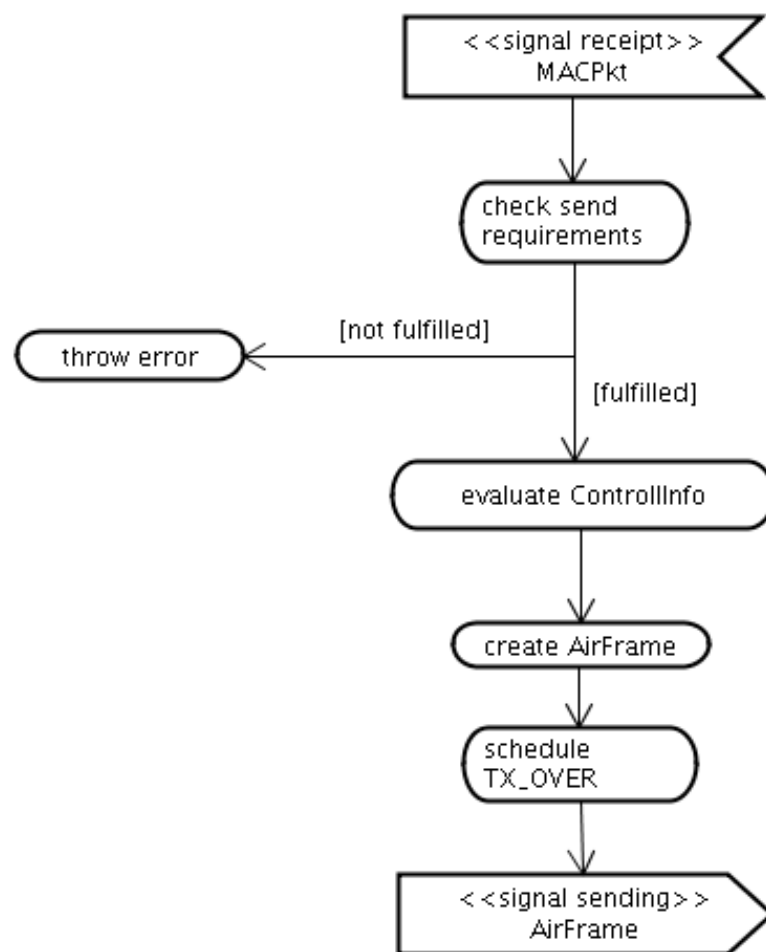 <<signal receipt>>
MACPkt
check send
requirements
[not fulfilled]
throw error
[fulfilled]
evaluate ControllInfo
create AirFrame
schedule
TX_OVER
<<signal sending>>
AirFrame